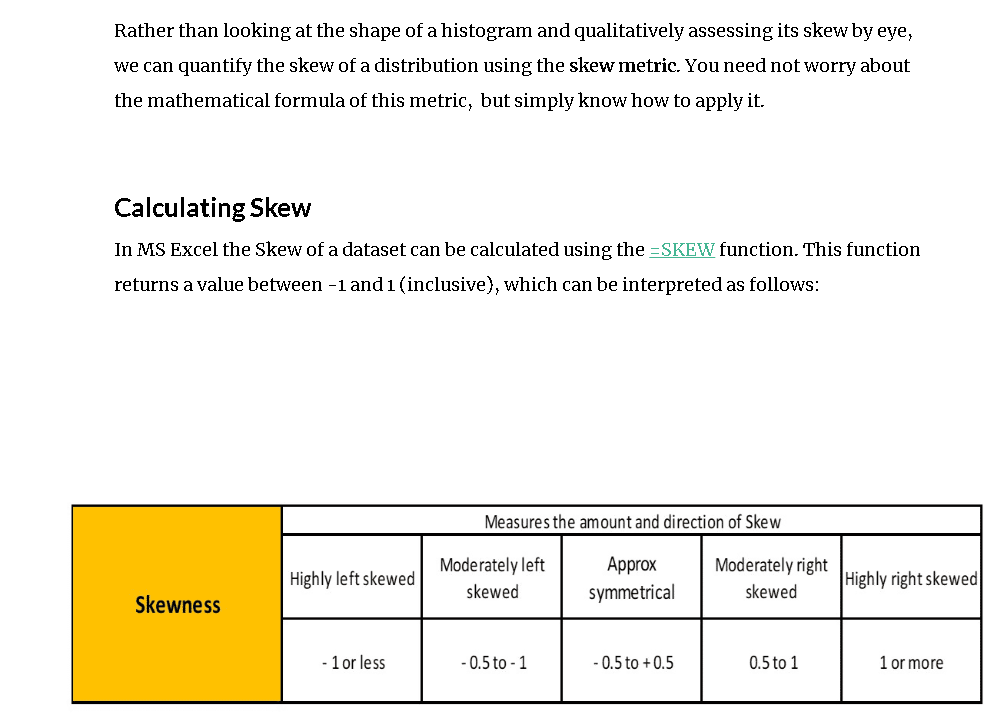 Rather than looking at the shape of a histogram and qualitatively assessing its skew by eye,
we can quantify the skew of a distribution using the skew metric. You need not worry about
the mathematical formula of this metric, but simply know how to apply it.
Calculating Skew
In MS Excel the Skew of a dataset can be calculated using the =SKEW function. This function
returns a value between -1 and 1 (inclusive), which can be interpreted as follows:
Skewness
Measures the amount and direction of Skew
Highly left skewed
Moderately left
skewed
Approx
symmetrical
Moderately right
skewed
Highly right skewed
- 1 or less
- 0.5 to - 1
- 0.5 to + 0.5
0.5 to 1
1 or more